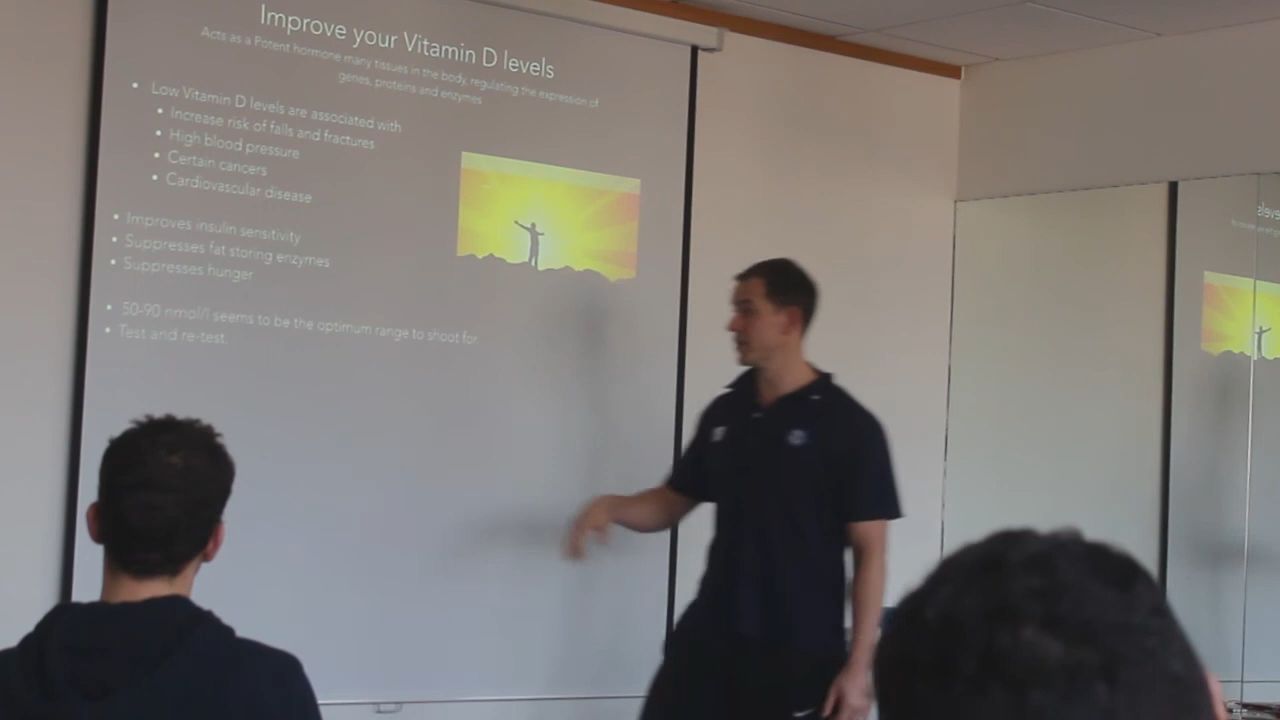 Improve your Vitamin D levels
Acts as a Potent hormone many tissues in the body, regulating the expression of
genes, proteins and enzymes
• Low Vitamin D levels are associated with
• Increase risk of falls and fractures
• High blood pressure
• Certain cancers
• Cardiovascular disease
• Improves insulin sensitivity
• Suppresses fat storing enzymes
• Suppresses hunger
• 50-90 nmol/l seems to be the optimum range to shoot for
• Test and re-test.